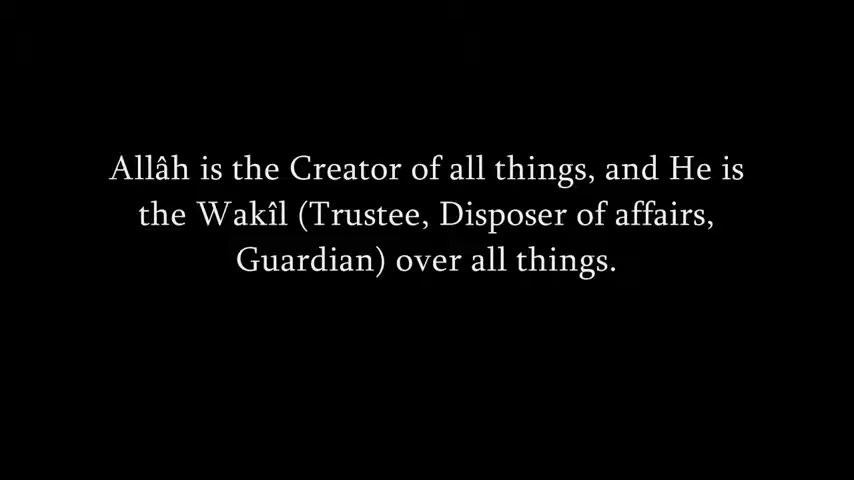 Allâh is the Creator of all things, and He is
the Wakîl (Trustee, Disposer of affairs,
Guardian) over all things.